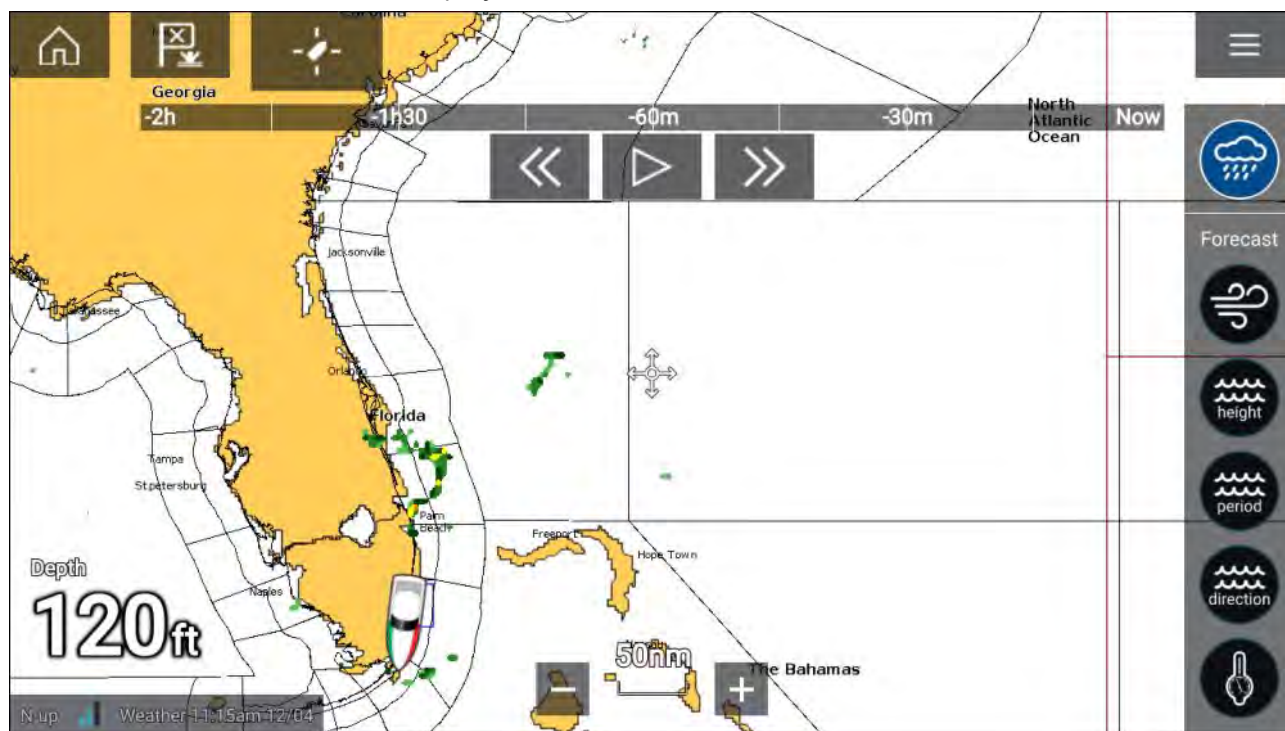 Carolina
Georgia
-2h
-1h30
-60m
-30m
Now
North
Atlantic
Ocean
Jacksonville
Forecast
Orlando
Florida
height
Tampa
St.petersburg
period
Palm
Beach
Freeport
Hope Town
Depth
120ft
Naples
direction
50nm
The Bahamas
N.up
Weather 11:15am 12/04